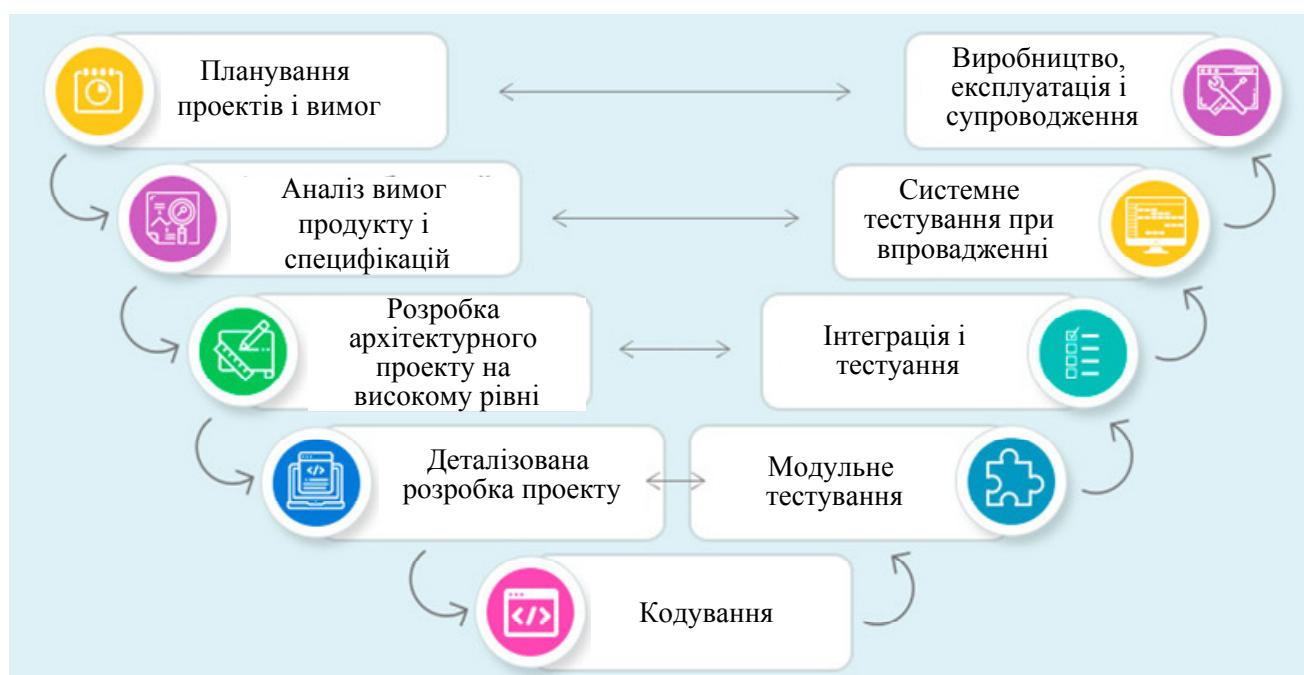 Планування
проектів і вимог
Виробництво,
експлуатація і
супроводження
Аналіз вимог
продукту і
специфікацій
Системне
тестування при
впровадженні
Розробка
архітектурного
проекту на
високому рівні
Інтеграція і
тестуання
Деталізована
розробка проекту
Модульне
тестування
Кодування